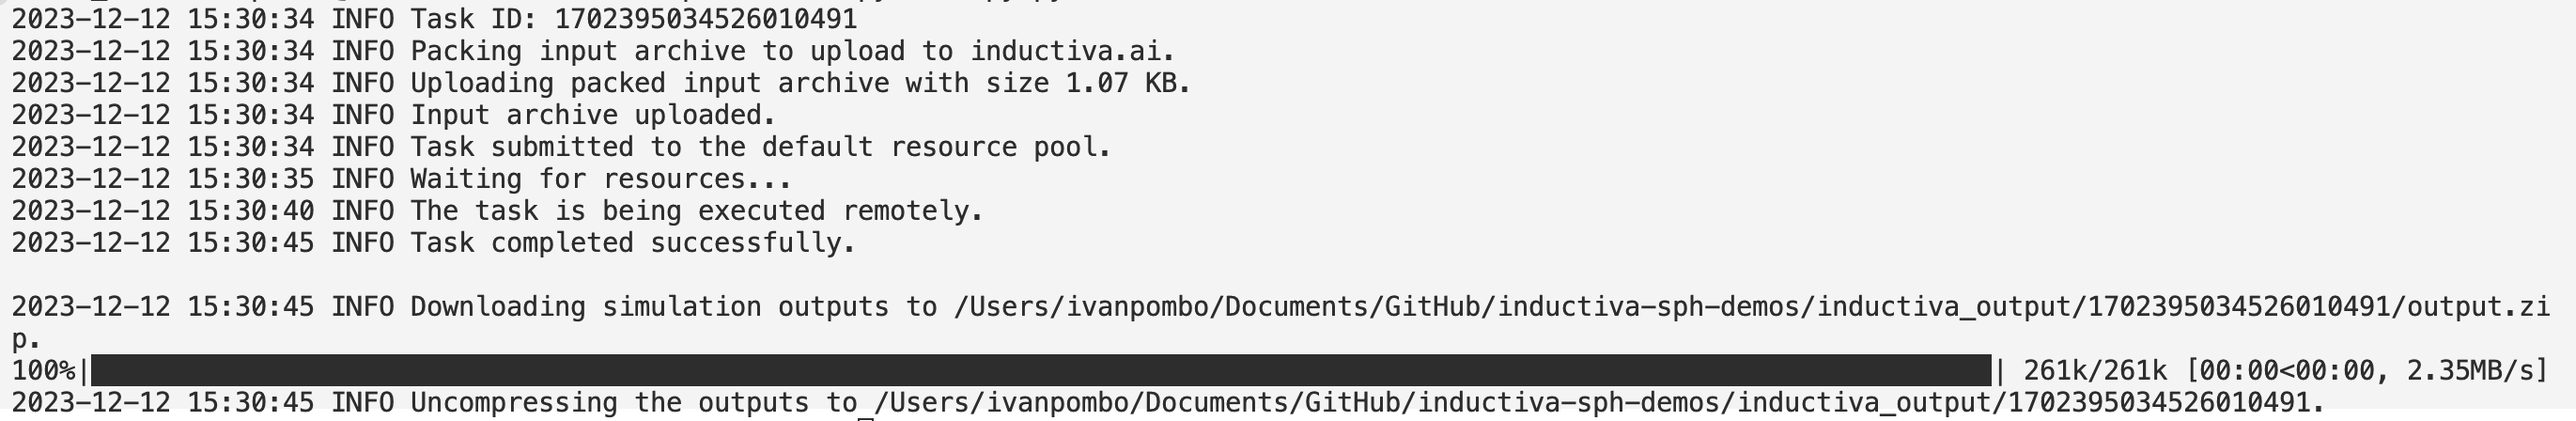 2023-12-12 15:30:34 INFO Task ID: 1702395034526010491
2023-12-12 15:30:34 INFO Packing input archive to upload to inductiva.ai.
2023-12-12 15:30:34 INFO Uploading packed input archive with size 1.07 KB.
2023-12-12 15:30:34 INFO Input archive uploaded.
2023-12-12 15:30:34 INFO Task submitted to the default resource pool.
2023-12-12 15:30:35 INFO Waiting for resources...
2023-12-12 15:30:40 INFO The task is being executed remotely.
2023-12-12 15:30:45 INFO Task completed successfully.
2023-12-12 15:30:45 INFO Downloading simulation outputs to /Users/ivanpombo/Documents/GitHub/inductiva-sph-demos/inductiva_output/1702395034526010491/output.zi
p.
100%|██████████| 261k/261k [00:00<00:00, 2.35MB/s]
2023-12-12 15:30:45 INFO Uncompressing the outputs to /Users/ivanpombo/Documents/GitHub/inductiva-sph-demos/inductiva_output/1702395034526010491.